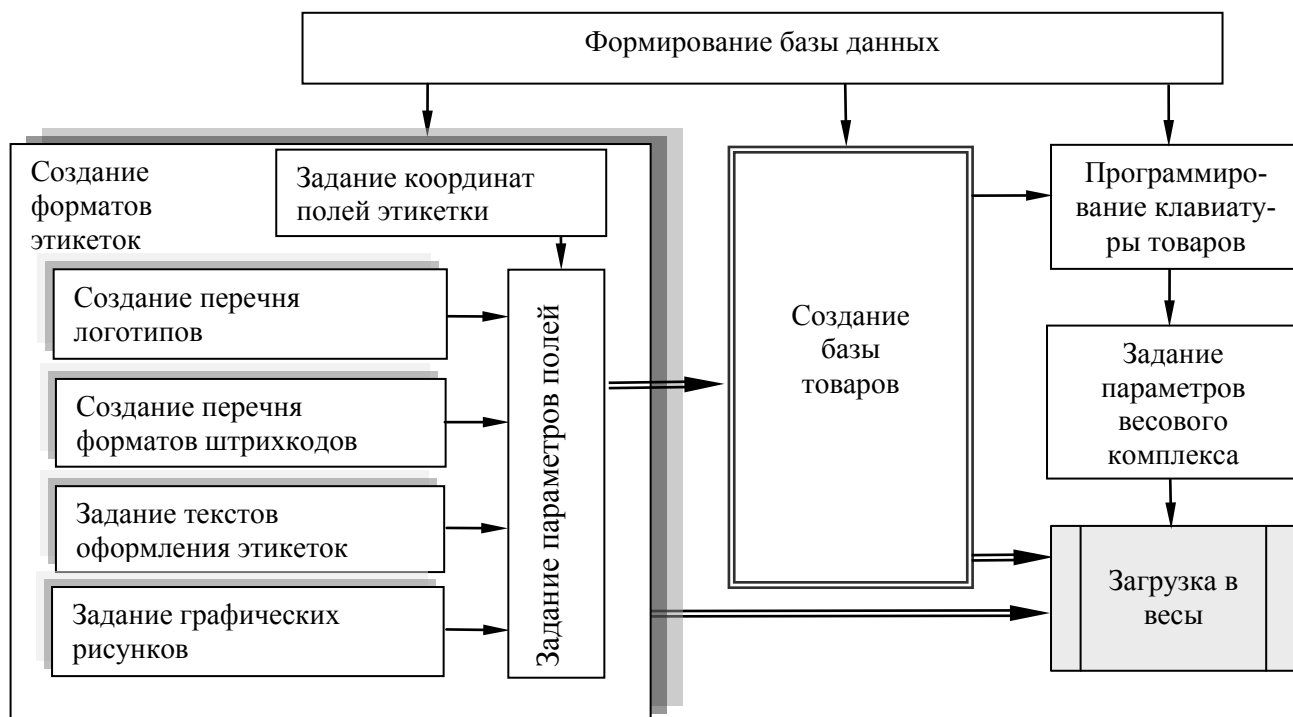 Формирование базы данных
Создание
форматов
этикеток
Задание координат
полей этикетки
Создание перечня
логотипов
Создание перечня
форматов штрихкодов
Задание текстов
оформления этикеток
Задание графических
рисунков
Задание параметров полей
Создание
базы
товаров
Программиро-
вание клавиату-
ры товаров
Задание
параметров
весового
комплекса
Загрузка в
весы